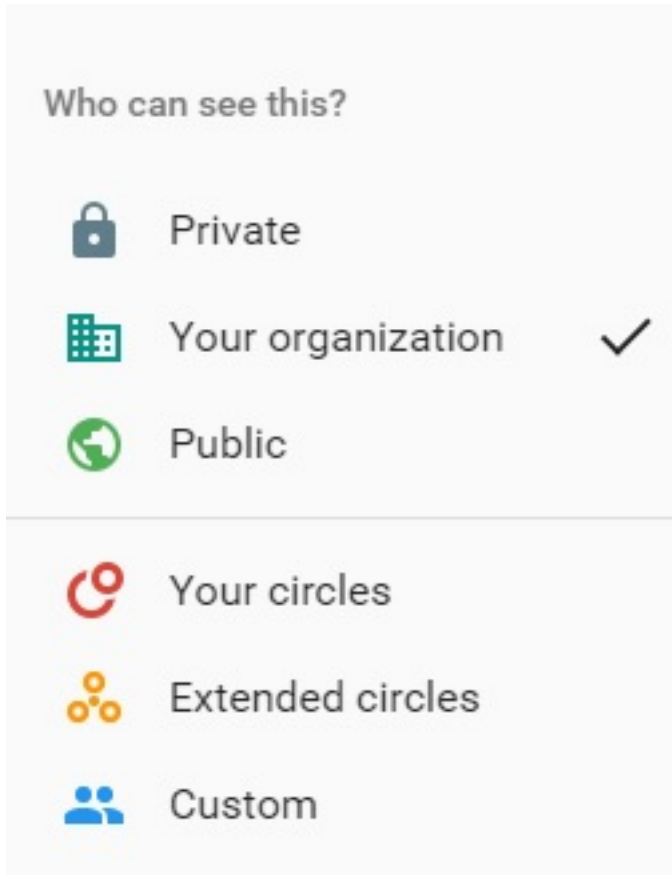 Who can see this?
Private
Your organization
Public
Your circles
Extended circles
Custom